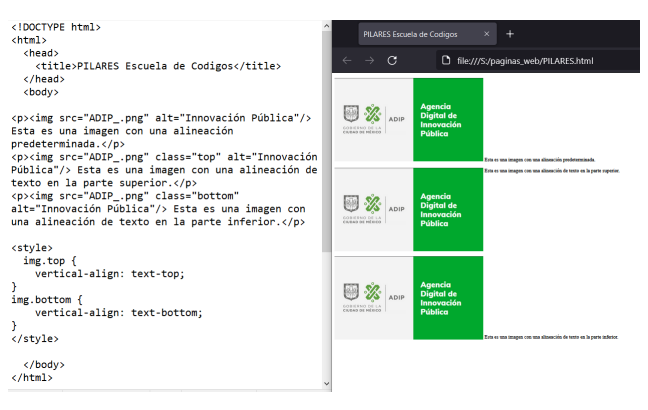 <!DOCTYPE html>
<html>
<head>
<title>PILARES Escuela de Codigos</title>
</head>
<body>
<p><img src="ADIP_.png" alt="Innovación Pública"/>
Esta es una imagen con una alineación
predeterminada.</p>
<p><img src="ADIP_.png" class="top" alt="Innovación
Pública"/> Esta es una imagen con una alineación de
texto en la parte superior.</p>
<p><img src="ADIP_.png" class="bottom"
alt="Innovación Pública"/> Esta es una imagen con
una alineación de texto en la parte inferior.</p>
<style>
img.top {
vertical-align: text-top;
}
img.bottom {
vertical-align: text-bottom;
}
</style>
</body>
</html>
PILARES Escuela de Codigos
file:///S:/paginas_web/PILARES.html
GOBIERNO DE LA
CIUDAD DE MÉXICO
ADIP
Agencia
Digital de
Innovación
Pública
Esta es una imagen con una alineación predeterminada.
GOBIERNO DE LA
CIUDAD DE MÉXICO
ADIP
Agencia
Digital de
Innovación
Pública
Esta es una imagen con una alineación de texto en la parte superior.
GOBIERNO DE LA
CIUDAD DE MÉXICO
ADIP
Agencia
Digital de
Innovación
Pública
Esta es una imagen con una alineación de texto en la parte inferior.